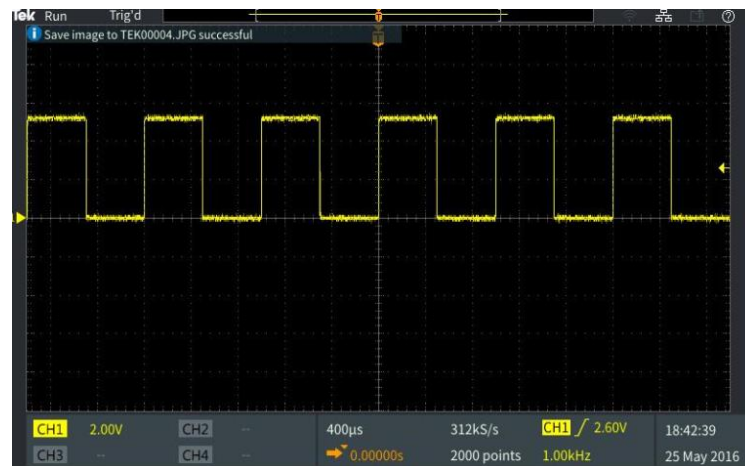 Tek Run Trig'd
Save image to TEK00004.JPG successful
CH1 2.00V CH2 -- 400µs 312kS/s CH1 2.60V 18:42:39
CH3 -- CH4 -- 0.00000s 2000 points 1.00kHz 25 May 2016